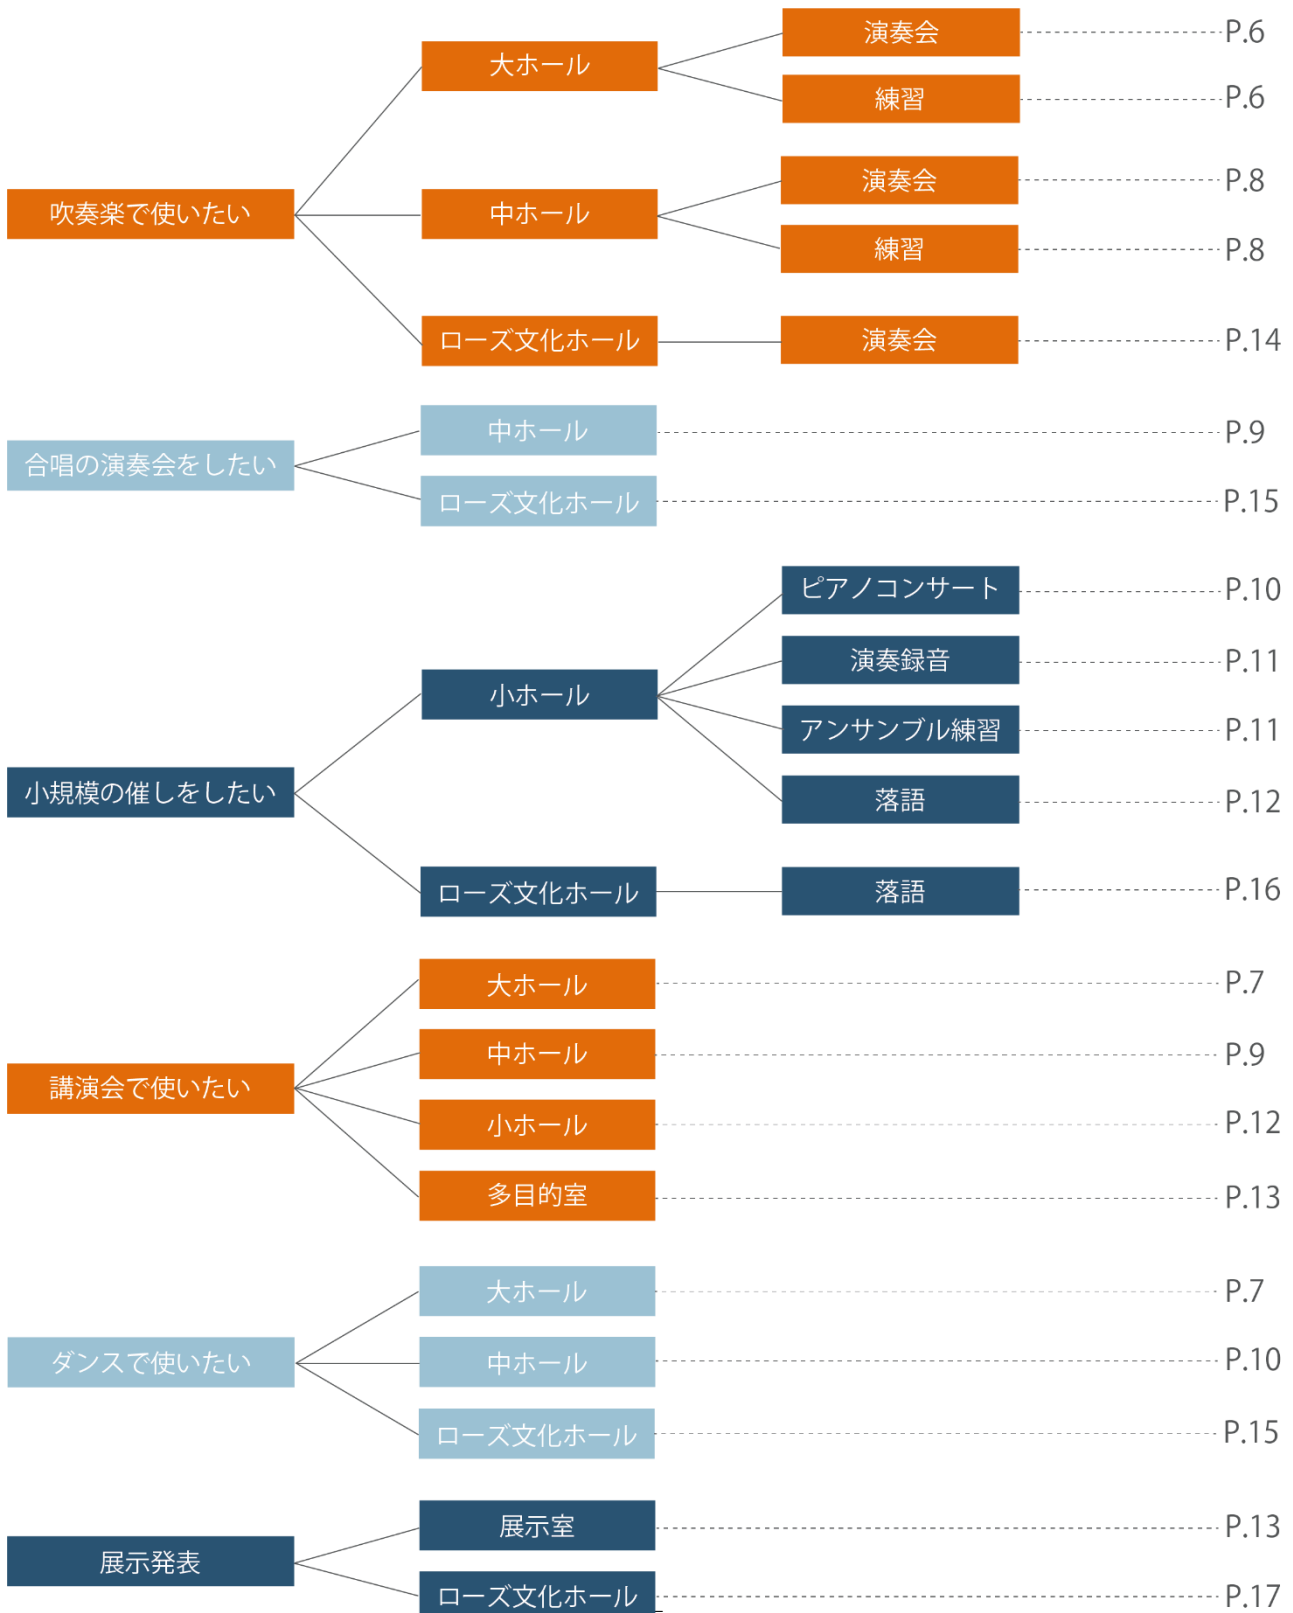 吹奏楽で使いたい
大ホール
演奏会 P.6
練習 P.6
中ホール
演奏会 P.8
練習 P.8
ローズ文化ホール
演奏会 P.14
合唱の演奏会をしたい
中ホール P.9
ローズ文化ホール P.15
小規模の催しをしたい
小ホール
ピアノコンサート P.10
演奏録音 P.11
アンサンブル練習 P.11
落語 P.12
ローズ文化ホール
落語 P.16
講演会で使いたい
大ホール P.7
中ホール P.9
小ホール P.12
多目的室 P.13
ダンスで使いたい
大ホール P.7
中ホール P.10
ローズ文化ホール P.15
展示発表
展示室 P.13
ローズ文化ホール P.17